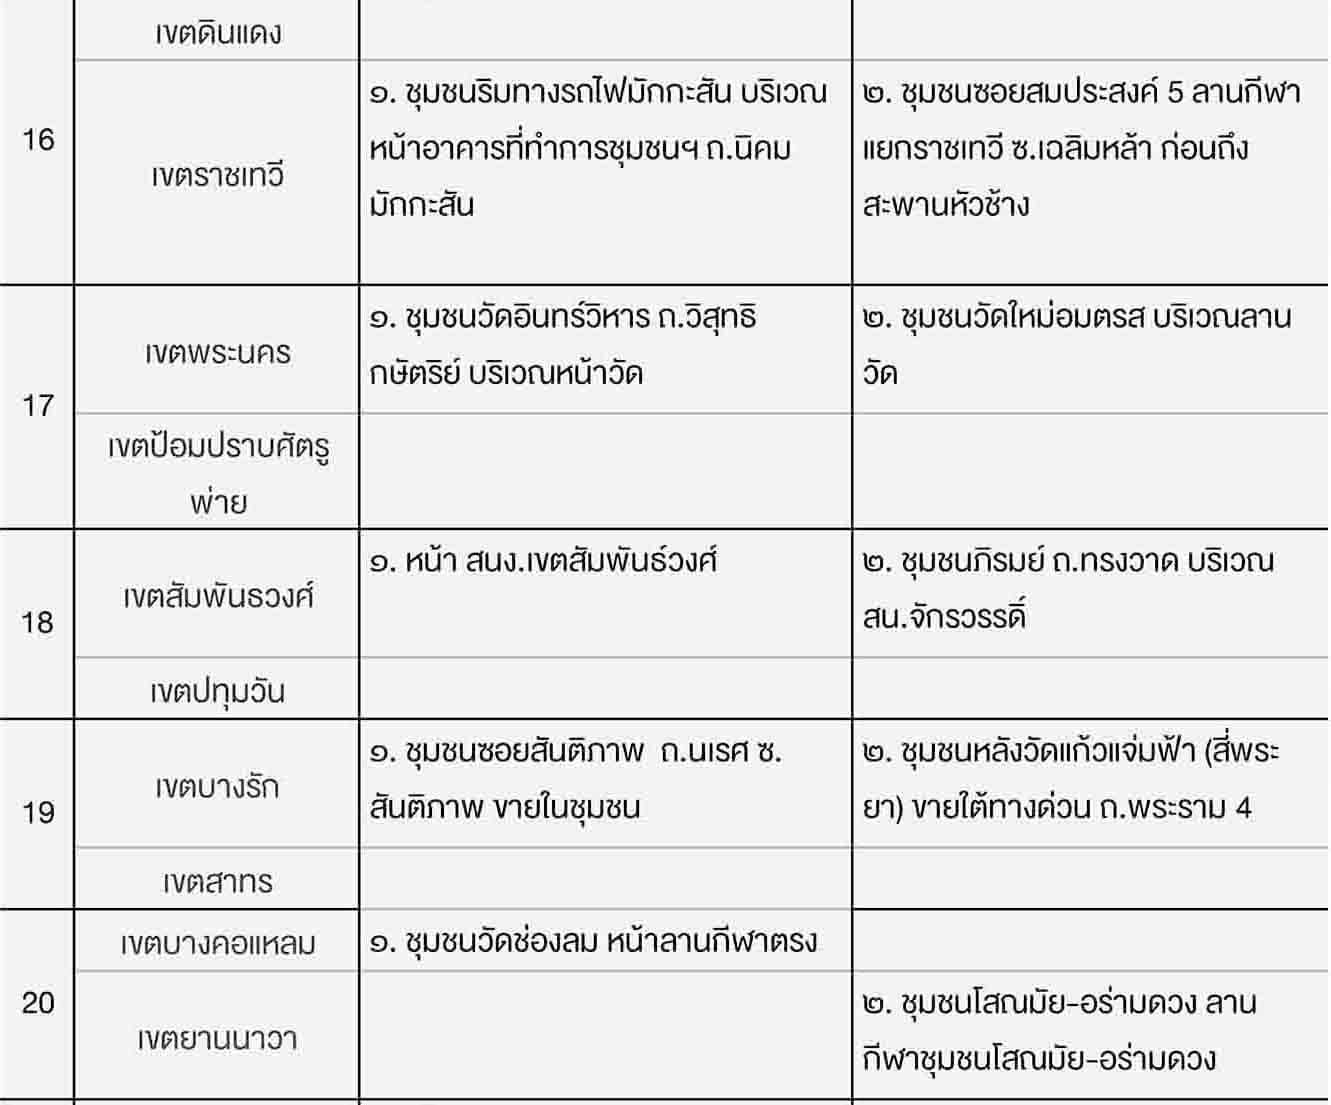 เขตดินแดง
16
เขตราชเทวี
๑. ชุมชนริมทางรถไฟมักกะสัน บริเวณ
หน้าอาคารที่ทำการชุมชนฯ ถ.นิคม
มักกะสัน
๒. ชุมชนซอยสมประสงค์ 5 ลานกีฬา
แยกราชเทวี ซ.เฉลิมหล้า ก่อนถึง
สะพานหัวช้าง
17
เขตพระนคร
๑. ชุมชนวัดอินทร์วิหาร ถ.วิสุทธิ
กษัตริย์ บริเวณหน้าวัด
๒. ชุมชนวัดใหม่อมตรส บริเวณลาน
วัด
เขตป้อมปราบศัตรู
พ่าย
18
เขตสัมพันธวงศ์
๑. หน้า สนง.เขตสัมพันธ์วงศ์
๒. ชุมชนภิรมย์ ถ.ทรงวาด บริเวณ
สน.จักรวรรดิ์
เขตปทุมวัน
19
เขตบางรัก
๑. ชุมชนซอยสันติภาพ  ถ.นเรศ ซ.
สันติภาพ ขายในชุมชน
๒. ชุมชนหลังวัดแก้วแจ่มฟ้า (สี่พระ
ยา) ขายใต้ทางด่วน ถ.พระราม 4
เขตสาทร
20
เขตบางคอแหลม
๑. ชุมชนวัดช่องลม หน้าลานกีฬาตรง
เขตยานนาวา
๒. ชุมชนโสณมัย-อร่ามดวง ลาน
กีฬาชุมชนโสณมัย-อร่ามดวง